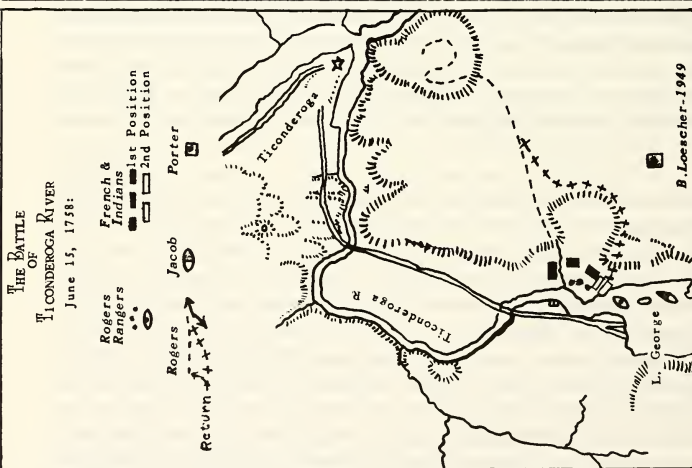 THE BATTLE
OF
TICONDEROGA RIVER
June 15, 1758:
Rogers
Rangers
French &
Indians
1st Position
2nd Position
Rogers
Jacob
Porter
Return
Ticonderoga
Ticonderoga R.
L. George
B. Loescher-1949